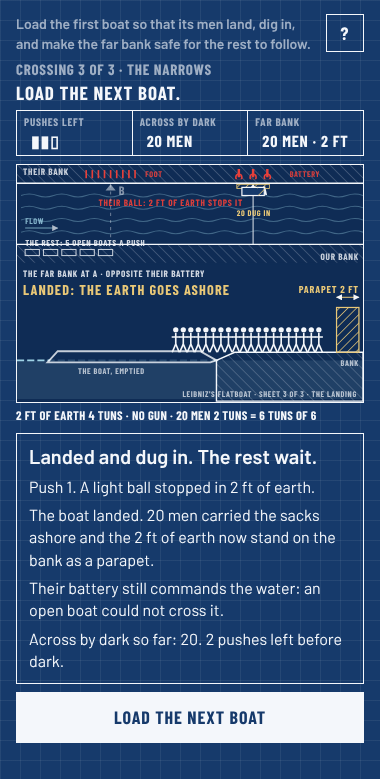 Load the first boat so that its men land, dig in,
and make the far bank safe for the rest to follow.
?
CROSSING 3 OF 3 · THE NARROWS
LOAD THE NEXT BOAT.
PUSHES LEFT
ACROSS BY DARK
20 MEN
FAR BANK
20 MEN · 2 FT
THEIR BANK
FOOT
BATTERY
B
THEIR BALL: 2 FT OF EARTH STOPS IT
20 DUG IN
FLOW
THE REST: 5 OPEN BOATS A PUSH
OUR BANK
THE FAR BANK AT A · OPPOSITE THEIR BATTERY
LANDED: THE EARTH GOES ASHORE
PARAPET 2 FT
BANK
THE BOAT, EMPTIED
LEIBNIZ'S FLATBOAT · SHEET 3 OF 3 · THE LANDING
2 FT OF EARTH 4 TUNS · NO GUN · 20 MEN 2 TUNS = 6 TUNS OF 6
Landed and dug in. The rest wait.
Push 1. A light ball stopped in 2 ft of earth.
The boat landed. 20 men carried the sacks
ashore and the 2 ft of earth now stand on the
bank as a parapet.
Their battery still commands the water: an
open boat could not cross it.
Across by dark so far: 20. 2 pushes left before
dark.
LOAD THE NEXT BOAT